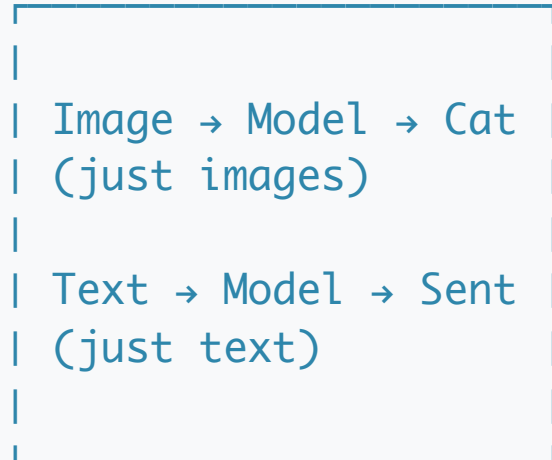 Image → Model → Cat
(just images)
Text → Model → Sent
(just text)